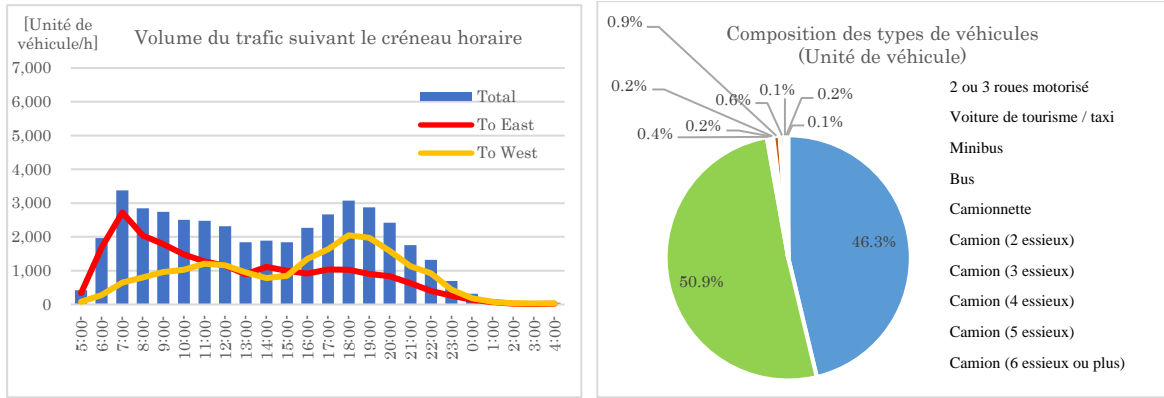 [Unité de
véhicule/h]
Volume du trafic suivant le créneau horaire
7,000
6,000
5,000
4,000
3,000
2,000
1,000
0
Total
To East
To West
5:00-
6:00-
7:00-
8:00-
9:00-
10:00-
11:00-
12:00-
13:00-
14:00-
15:00-
16:00-
17:00-
18:00-
19:00-
20:00-
21:00-
22:00-
23:00-
0:00-
1:00-
2:00-
3:00-
4:00-
Composition des types de véhicules
(Unité de véhicule)
0.9%
0.2%
0.4%
0.2%
0.6%
0.1%
0.2%
0.1%
46.3%
50.9%
2 ou 3 roues motorisé
Voiture de tourisme / taxi
Minibus
Bus
Camionnette
Camion (2 essieux)
Camion (3 essieux)
Camion (4 essieux)
Camion (5 essieux)
Camion (6 essieux ou plus)